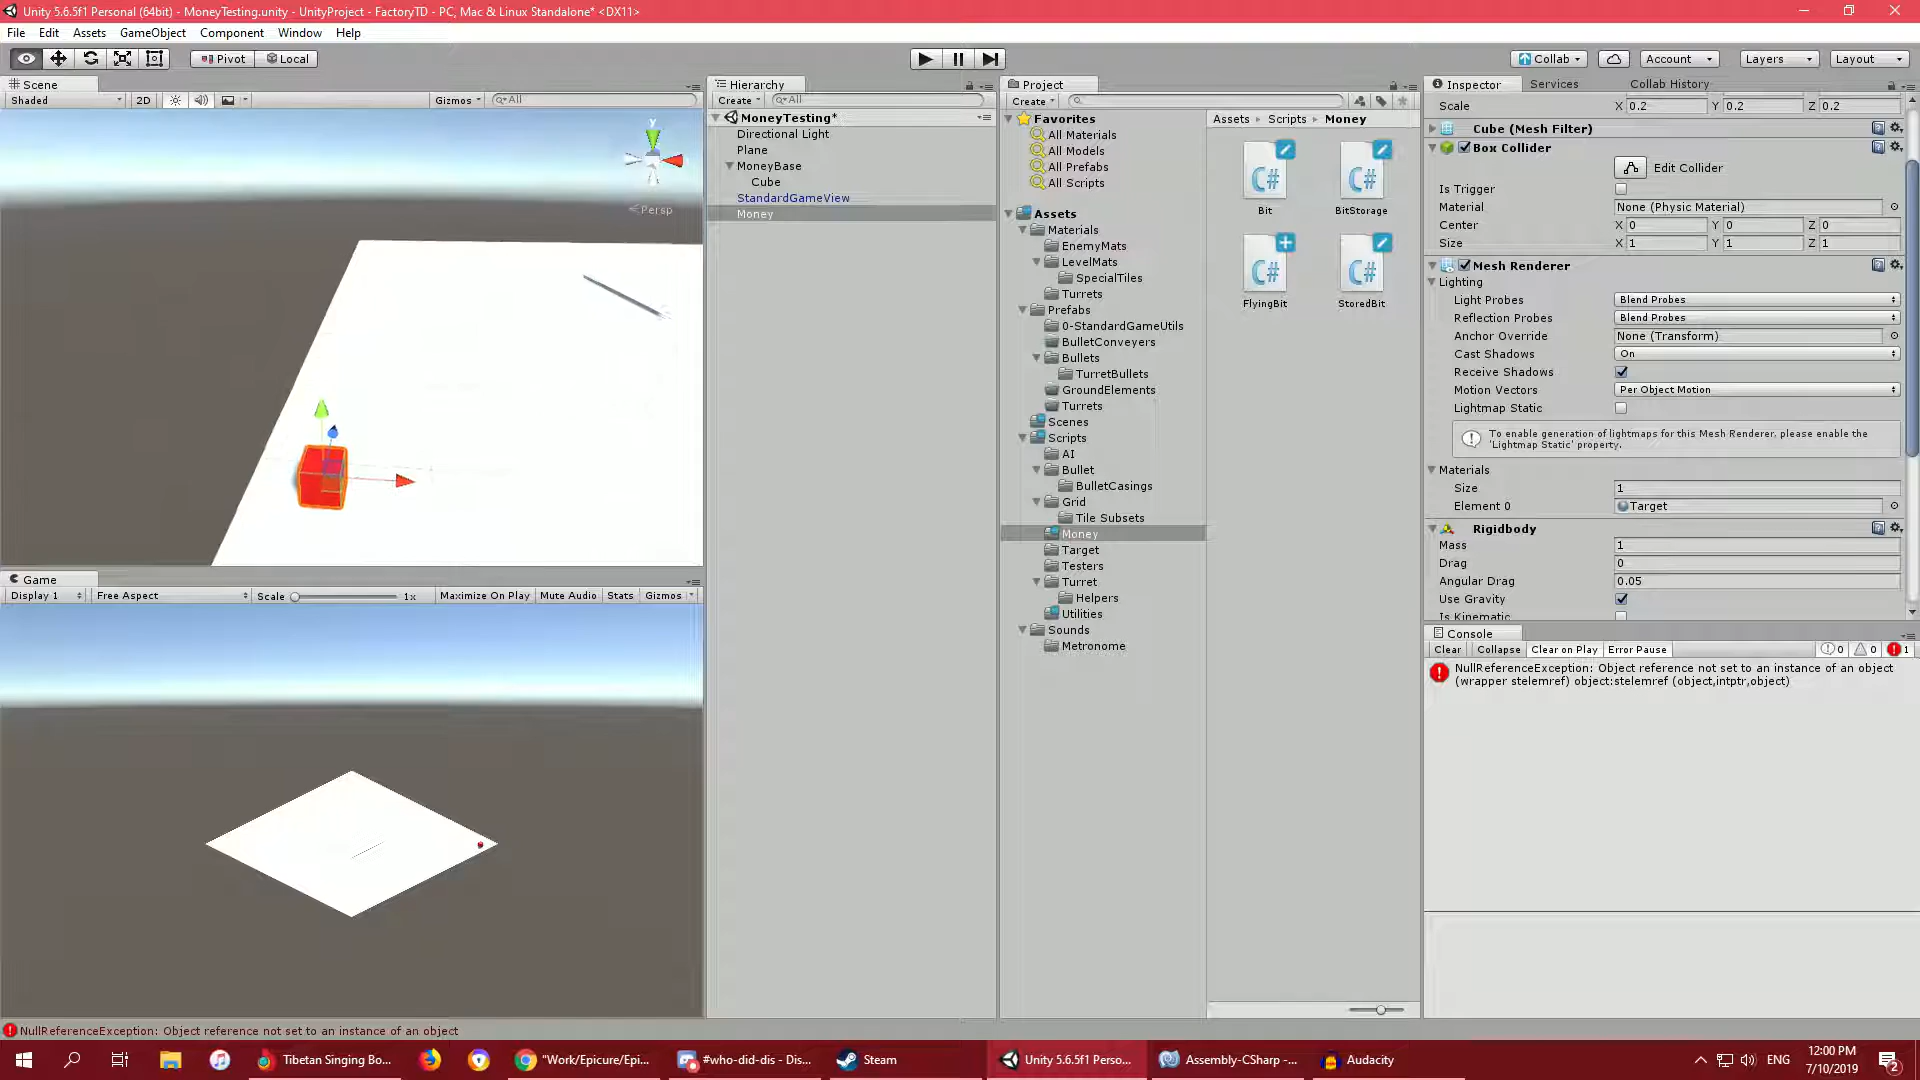 Unity 5.6.5f1 Personal (64bit) - MoneyTesting.unity - UnityProject - FactoryTD - PC, Mac & Linux Standalone* <DX11>
File Edit Assets GameObject Component Window Help
Pivot Local
Collab Account Layers Layout
Scene
Shaded 2D Gizmos All
y
Persp
Game
Display 1 Free Aspect Scale 1x Maximize On Play Mute Audio Stats Gizmos
Hierarchy
Create All
MoneyTesting*
Directional Light
Plane
MoneyBase
Cube
StandardGameView
Money
Project
Create
Favorites
All Materials
All Models
All Prefabs
All Scripts
Assets
Materials
EnemyMats
LevelMats
SpecialTiles
Turrets
Prefabs
0-StandardGameUtils
BulletConveyers
Bullets
TurretBullets
GroundElements
Turrets
Scenes
Scripts
AI
Bullet
BulletCasings
Grid
Tile Subsets
Money
Target
Testers
Turret
Helpers
Utilities
Sounds
Metronome
Assets Scripts Money
C# C#
Bit BitStorage
C# C#
FlyingBit StoredBit
Inspector Services Collab History
Scale X 0.2 Y 0.2 Z 0.2
Cube (Mesh Filter)
Box Collider
Edit Collider
Is Trigger
Material None (Physic Material)
Center X 0 Y 0 Z 0
Size X 1 Y 1 Z 1
Mesh Renderer
Lighting
Light Probes Blend Probes
Reflection Probes Blend Probes
Anchor Override None (Transform)
Cast Shadows On
Receive Shadows
Motion Vectors Per Object Motion
Lightmap Static
To enable generation of lightmaps for this Mesh Renderer, please enable the
'Lightmap Static' property.
Materials
Size 1
Element 0 Target
Rigidbody
Mass 1
Drag 0
Angular Drag 0.05
Use Gravity
Is Kinematic
Console
Clear Collapse Clear on Play Error Pause 0 0 1
NullReferenceException: Object reference not set to an instance of an object
(wrapper stelemref) object:stelemref (object,intptr,object)
NullReferenceException: Object reference not set to an instance of an object
Tibetan Singing Bo... "Work/Epicure/Epi... #who-did-dis - Dis... Steam Unity 5.6.5f1 Perso... Assembly-CSharp -... Audacity
ENG
12:00 PM
7/10/2019
2